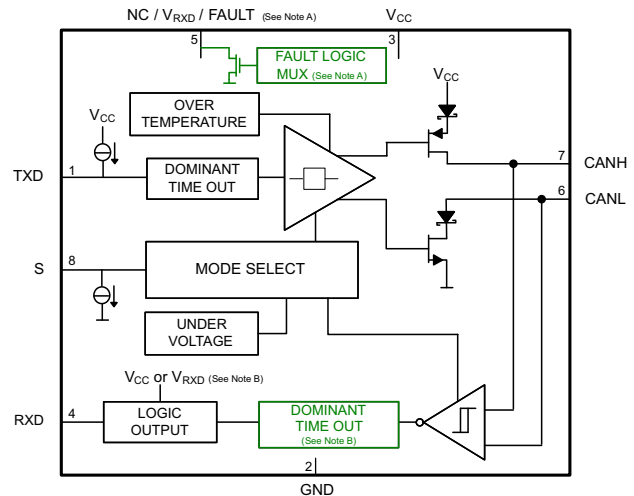 NC / VRXD / FAULT (See Note A)
VCC
5
3
FAULT LOGIC
MUX (See Note A)
VCC
OVER
TEMPERATURE
VCC
TXD
1
DOMINANT
TIME OUT
7
CANH
6
CANL
S
8
MODE SELECT
UNDER
VOLTAGE
VCC or VRXD (See Note B)
RXD
4
LOGIC
OUTPUT
DOMINANT
TIME OUT
(See Note B)
2
GND